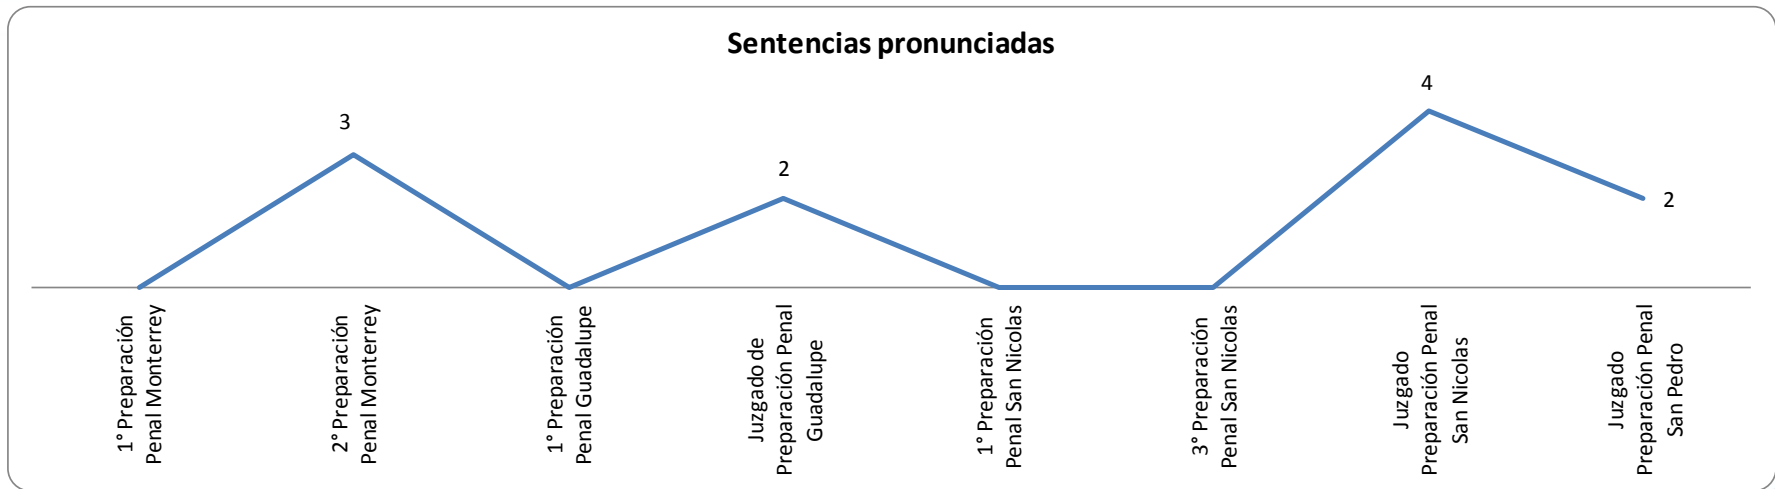 Sentencias pronunciadas
3
2
4
2
1° Preparación
Penal Monterrey
2° Preparación
Penal Monterrey
1° Preparación
Penal Guadalupe
Juzgado de
Preparación Penal
Guadalupe
1° Preparación
Penal San Nicolas
3° Preparación
Penal San Nicolas
Juzgado
Preparación Penal
San Nicolas
Juzgado
Preparación Penal
San Pedro